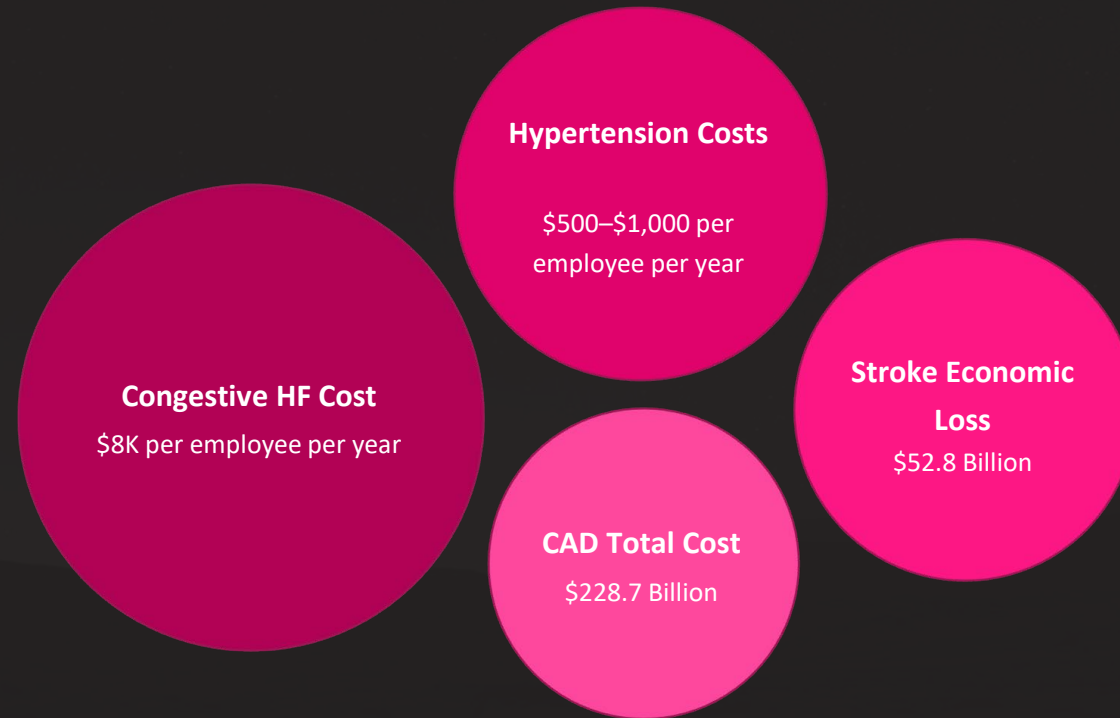 Hypertension Costs
$500–$1,000 per
employee per year
Congestive HF Cost
$8K per employee per year
Stroke Economic
Loss
$52.8 Billion
CAD Total Cost
$228.7 Billion